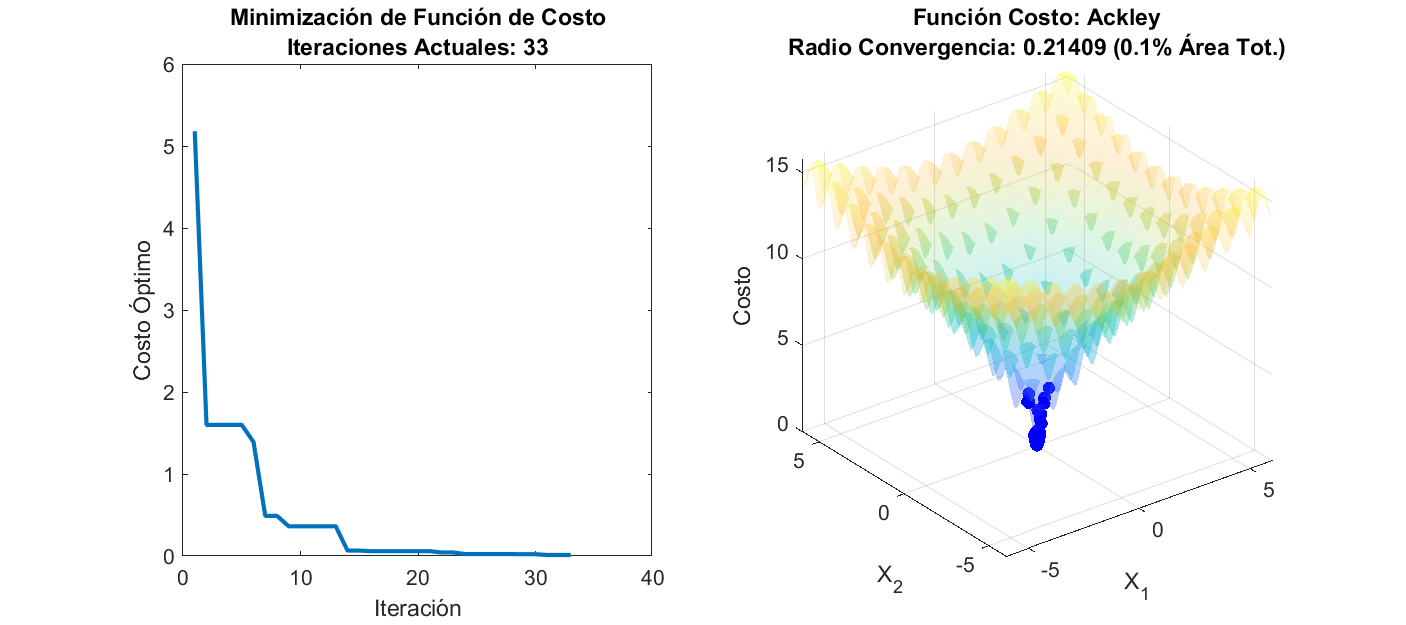 Minimización de Función de Costo
Iteraciones Actuales: 33
6
5
4
3
2
1
0
Costo Óptimo
0
10
20
30
40
Iteración
Función Costo: Ackley
Radio Convergencia: 0.21409 (0.1% Área Tot.)
15
10
5
0
Costo
5
0
-5
X2
-5
0
5
X1